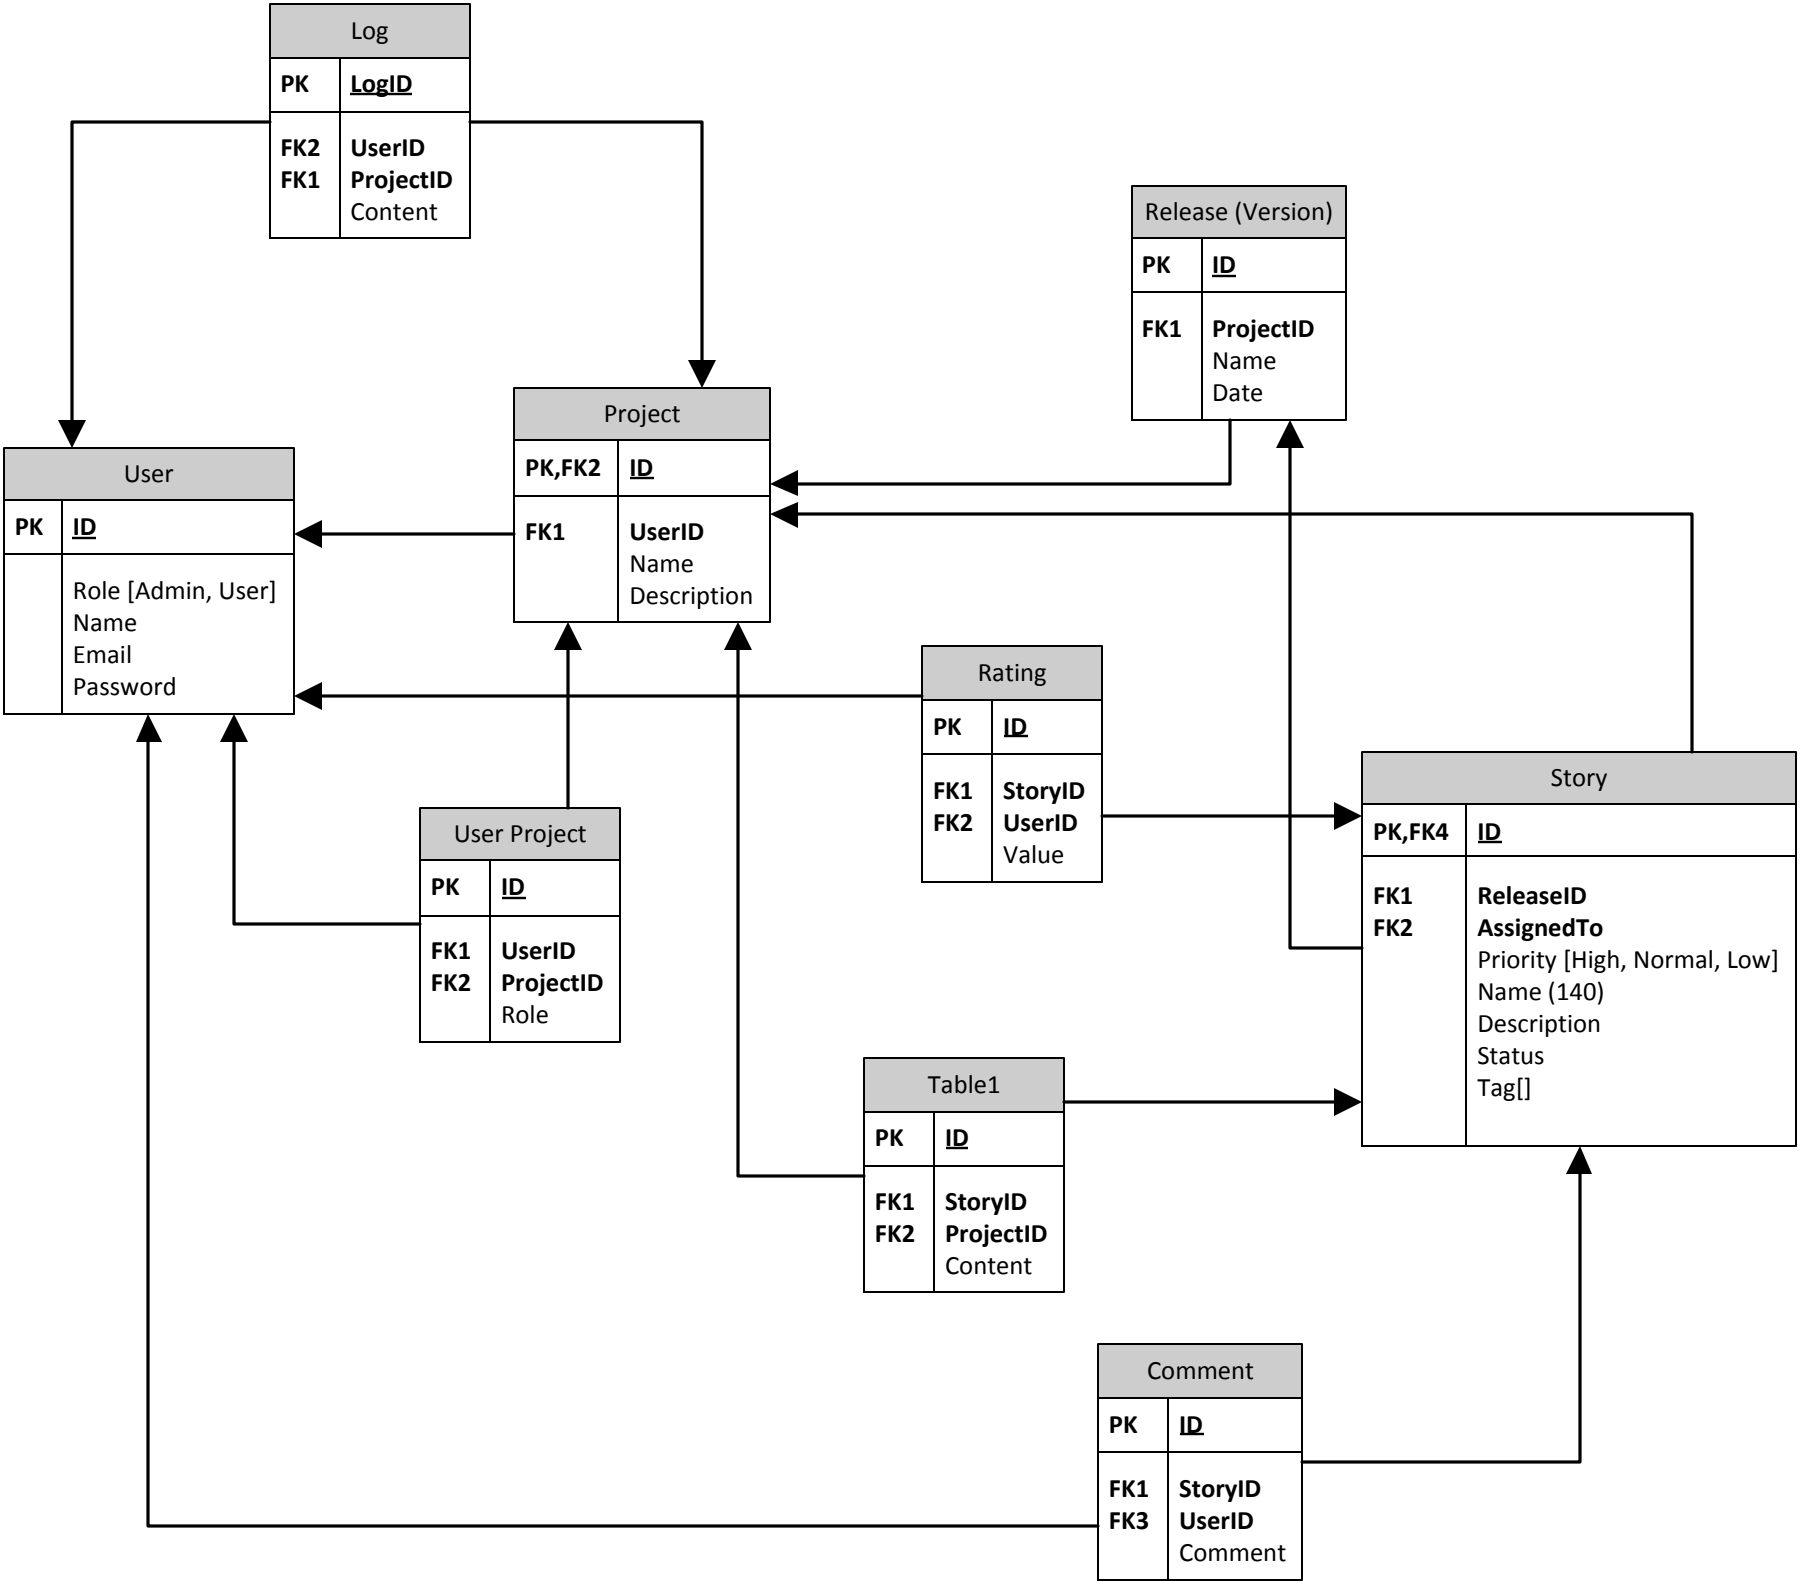 Log
PK LogID
FK2 UserID
FK1 ProjectID
Content
Release (Version)
PK ID
FK1 ProjectID
Name
Date
Project
PK,FK2 ID
FK1 UserID
Name
Description
User
PK ID
Role [Admin, User]
Name
Email
Password
Rating
PK ID
FK1 StoryID
FK2 UserID
Value
Story
PK,FK4 ID
FK1 ReleaseID
FK2 AssignedTo
Priority [High, Normal, Low]
Name (140)
Description
Status
Tag[]
User Project
PK ID
FK1 UserID
FK2 ProjectID
Role
Table1
PK ID
FK1 StoryID
FK2 ProjectID
Content
Comment
PK ID
FK1 StoryID
FK3 UserID
Comment